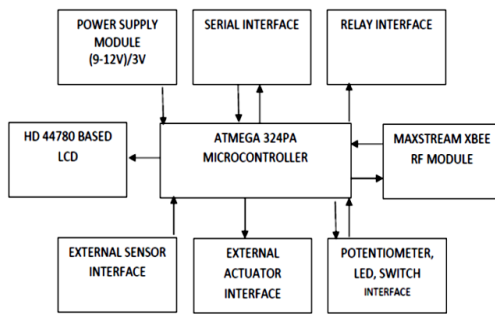 POWER SUPPLY
MODULE
(9-12V)/3V
SERIAL INTERFACE
RELAY INTERFACE
HD 44780 BASED
LCD
ATMEGA 324PA
MICROCONTROLLER
MAXSTREAM XBEE
RF MODULE
EXTERNAL SENSOR
INTERFACE
EXTERNAL
ACTUATOR
INTERFACE
POTENTIOMETER,
LED, SWITCH
INTERFACE